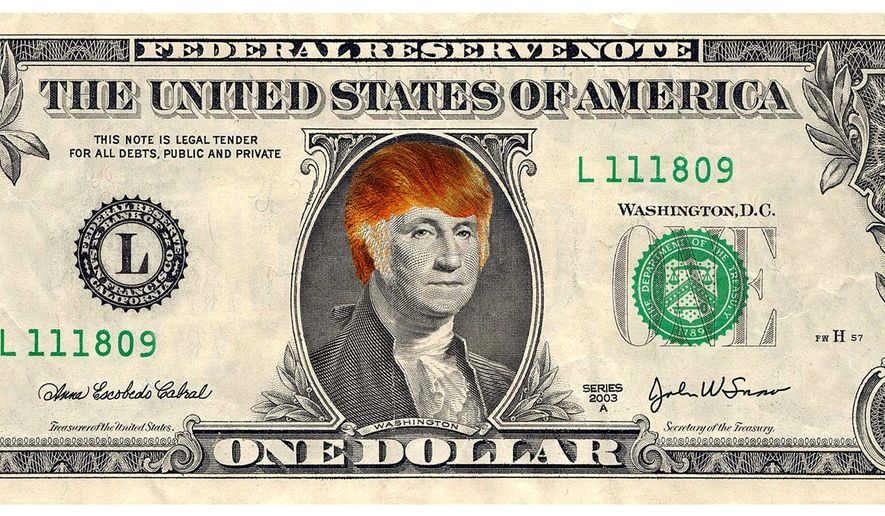 FEDERAL RESERVE NOTE
THE UNITED STATES OF AMERICA
THIS NOTE IS LEGAL TENDER
FOR ALL DEBTS, PUBLIC AND PRIVATE
L 111809
WASHINGTON, D.C.
FEDERAL RESERVE
BANK OF
CALIFORNIA
L
ONE
THE DEPARTMENT OF THE TREASURY
1789
FW H 57
L 111809
Anna Escobedo Cabral
Treasurer of the United States.
SERIES
2003
A
John W Snow
Secretary of the Treasury.
WASHINGTON
ONE DOLLAR